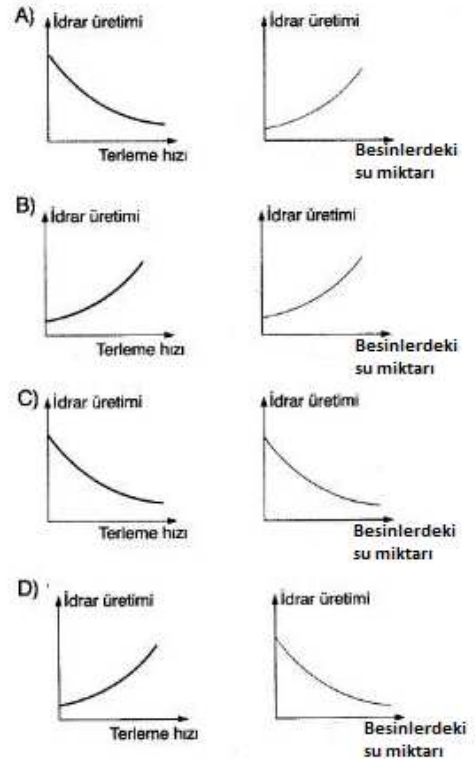 A) İdrar üretimi
Terleme hızı
İdrar üretimi
Besinlerdeki
su miktarı
B) İdrar üretimi
Terleme hızı
İdrar üretimi
Besinlerdeki
su miktarı
C) İdrar üretimi
Terleme hızı
İdrar üretimi
Besinlerdeki
su miktarı
D) İdrar üretimi
Terleme hızı
İdrar üretimi
Besinlerdeki
su miktarı